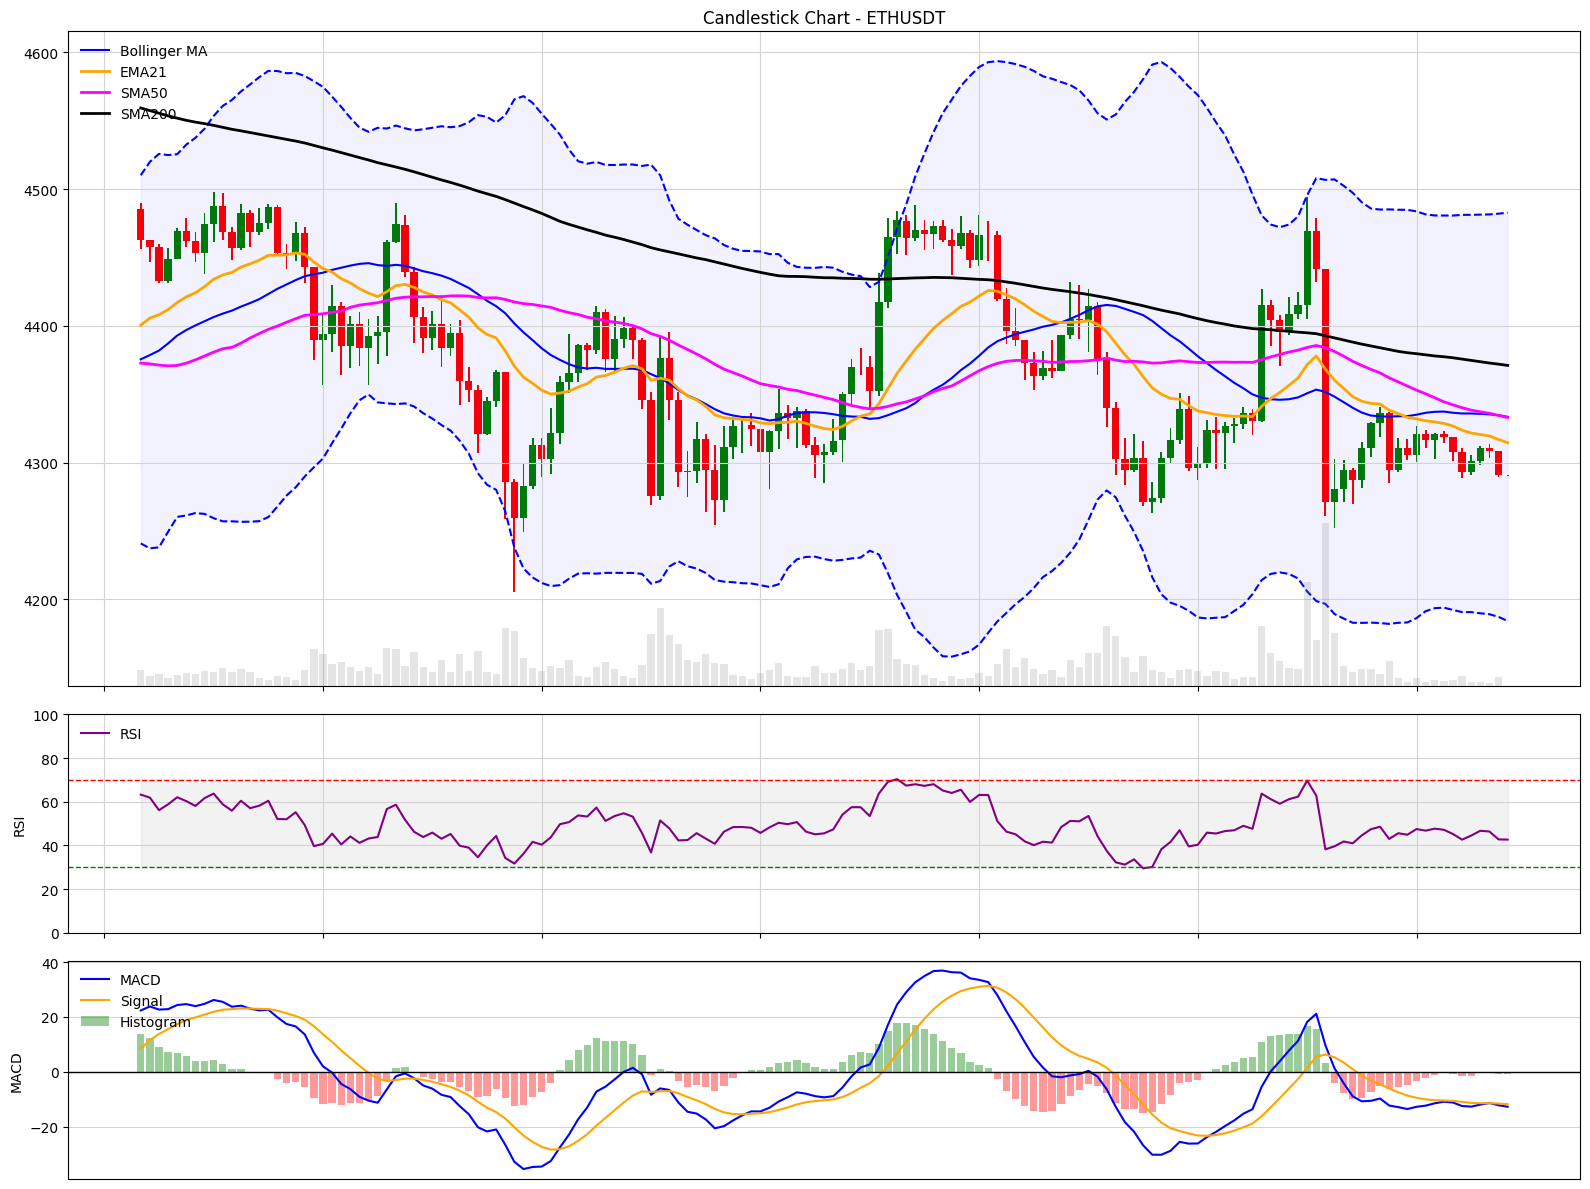 Candlestick Chart - ETHUSDT
4600
4500
4400
4300
4200
Bollinger MA
EMA21
SMA50
SMA200
100
80
60
40
20
0
RSI
RSI
40
20
0
−20
MACD
MACD
Signal
Histogram